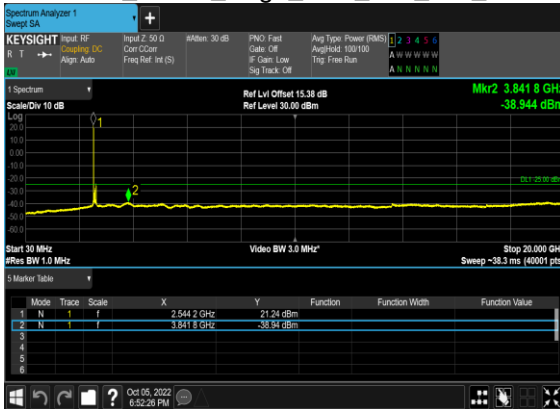 Spectrum Analyzer 1
Swept SA
+
KEYSIGHT Input: RF Input Z: 50 Ω #Atten: 30 dB PNO: Fast Avg Type: Power (RMS) 1 2 3 4 5 6
R T Coupling: DC Corr CCorr Gate: Off Avg|Hold: 100/100 A W W W W W
Align: Auto Freq Ref: Int (S) IF Gain: Low Trig: Free Run
Sig Track: Off A N N N N N
1 Spectrum Ref Lvl Offset 15.38 dB Mkr2 3.841 8 GHz
Scale/Div 10 dB Ref Level 30.00 dBm -38.944 dBm
Log
20.0
10.0
0.00
-10.0
-20.0
-30.0
-40.0
-50.0
-60.0
1
2
DL1 -25.00 dBm
Start 30 MHz Video BW 3.0 MHz* Stop 20.000 GHz
#Res BW 1.0 MHz Sweep ~38.3 ms (40001 pts)
5 Marker Table
Mode Trace Scale X Y Function Function Width Function Value
1 N 1 f 2.544 2 GHz 21.24 dBm
2 N 1 f 3.841 8 GHz -38.94 dBm
3
4
5
6
? Oct 05, 2022
6:52:26 PM